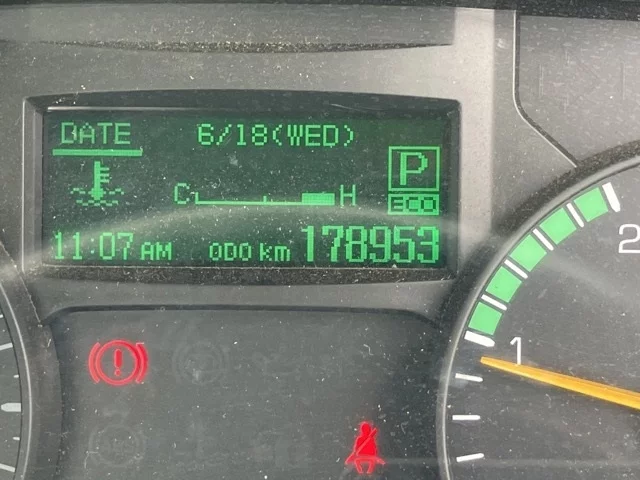 DATE 6/18(WED)
P
C H
ECO
11:07 AM ODO km 178953
2
1